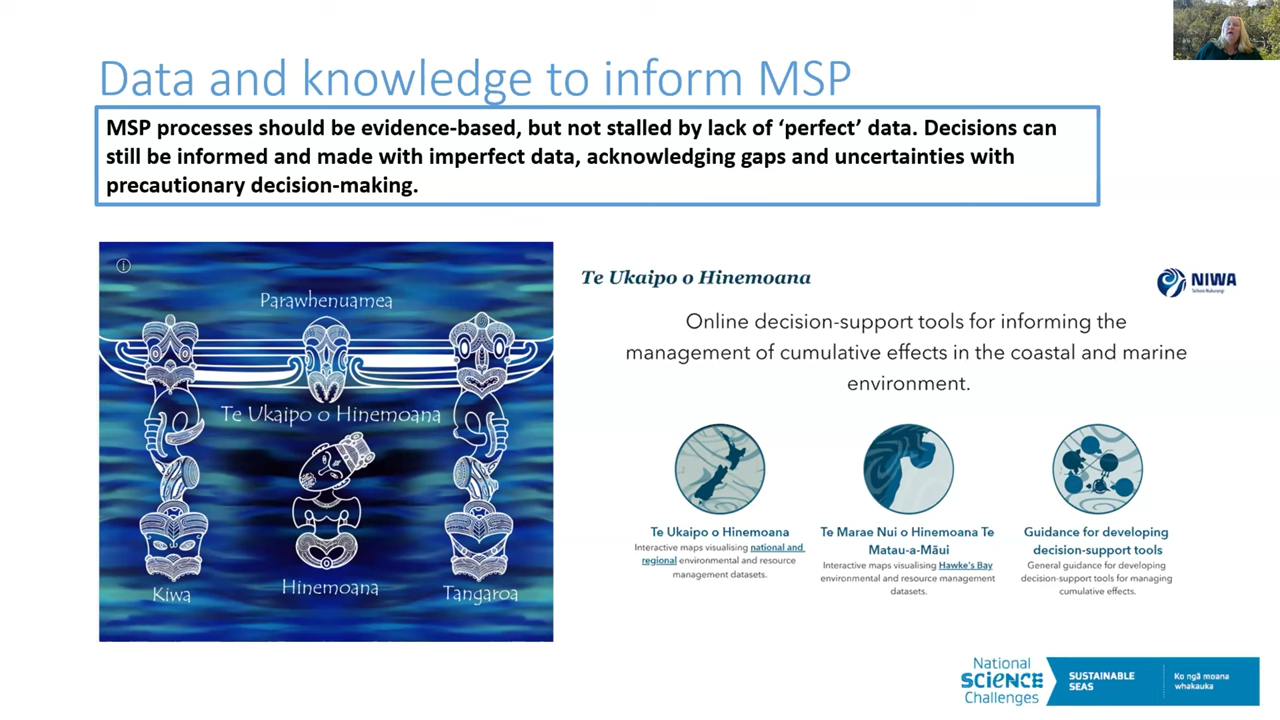 Data and knowledge to inform MSP
MSP processes should be evidence-based, but not stalled by lack of ‘perfect’ data. Decisions can
still be informed and made with imperfect data, acknowledging gaps and uncertainties with
precautionary decision-making.
Parawhenuamea
Te Ukaipo o Hinemoana
Kiwa
Hinemoana
Tangaroa
Te Ukaipo o Hinemoana
NIWA
Taihoro Nukurangi
Online decision-support tools for informing the
management of cumulative effects in the coastal and marine
environment.
Te Ukaipo o Hinemoana
Interactive maps visualising national and
regional environmental and resource
management datasets.
Te Marae Nui o Hinemoana Te
Matau-a-Māui
Interactive maps visualising Hawke's Bay
environmental and resource management
datasets.
Guidance for developing
decision-support tools
General guidance for developing
decision-support tools for managing
cumulative effects.
National
SCIENCE
Challenges
SUSTAINABLE
SEAS
Ko ngā moana
whakauka